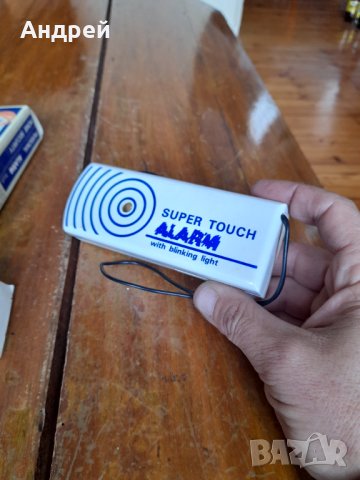 Андрей
SUPER TOUCH
ALARM
with blinking light
BAZAR